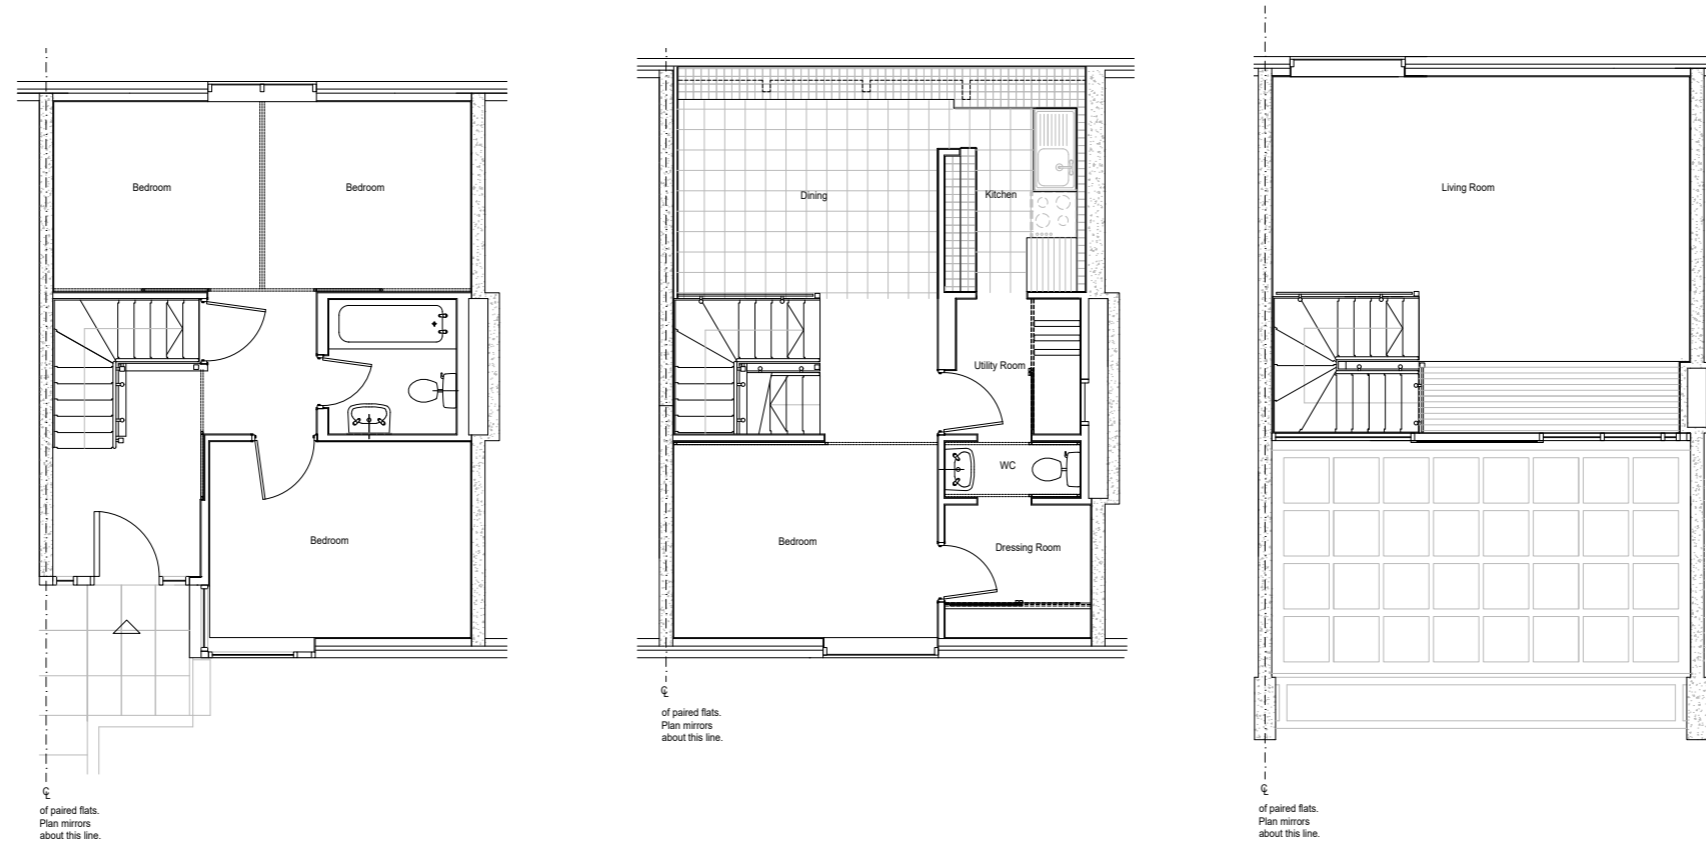 Bedroom
Bedroom
Bedroom
℄
of paired flats.
Plan mirrors
about this line.
Dining
Kitchen
Utility Room
WC
Bedroom
Dressing Room
℄
of paired flats.
Plan mirrors
about this line.
Living Room
℄
of paired flats.
Plan mirrors
about this line.